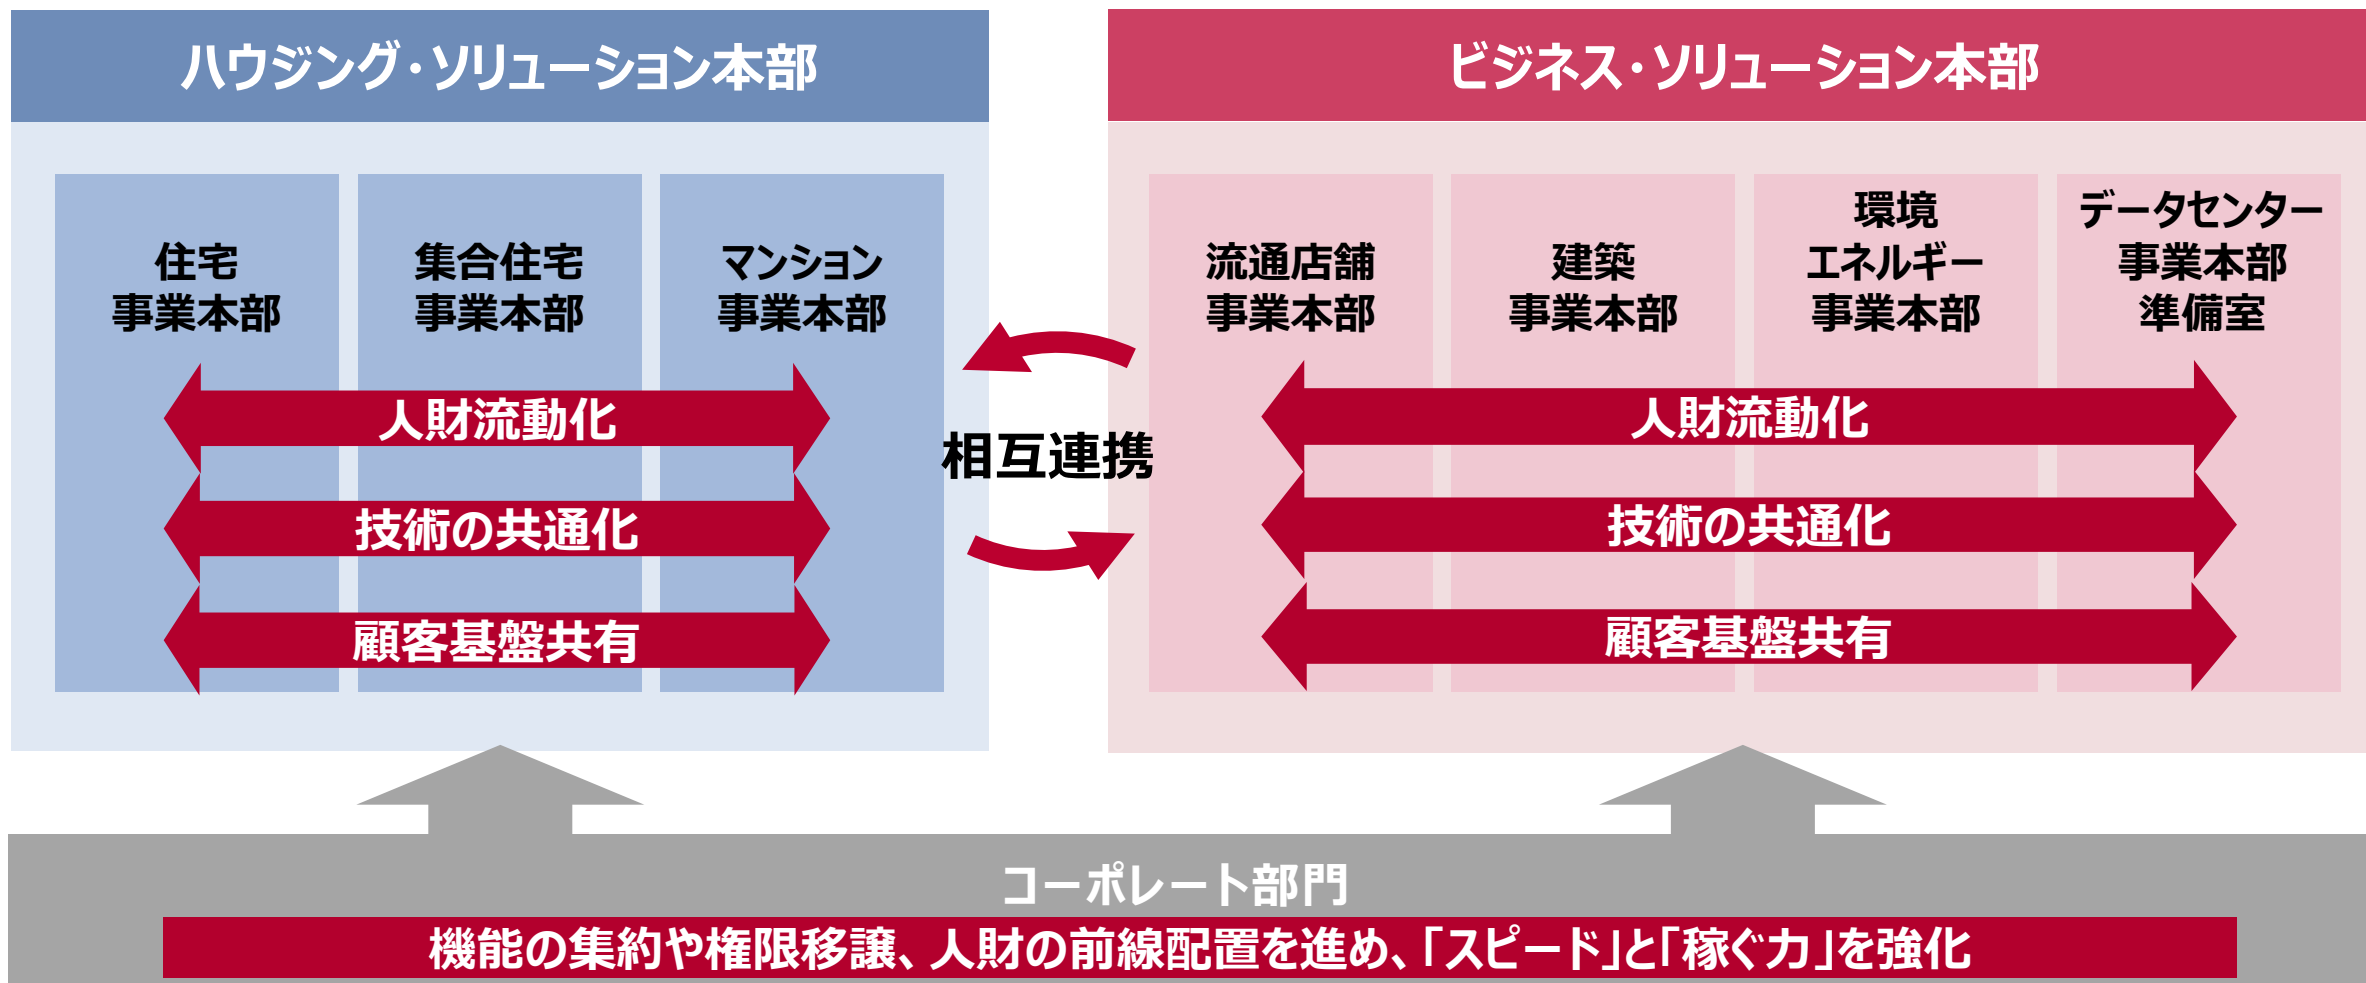 ハウジング・ソリューション本部
住宅
事業本部
集合住宅
事業本部
マンション
事業本部
人財流動化
技術の共通化
顧客基盤共有
相互連携
ビジネス・ソリューション本部
流通店舗
事業本部
建築
事業本部
環境
エネルギー
事業本部
データセンター
事業本部
準備室
人財流動化
技術の共通化
顧客基盤共有
コーポレート部門
機能の集約や権限移譲、人財の前線配置を進め、「スピード」と「稼ぐ力」を強化